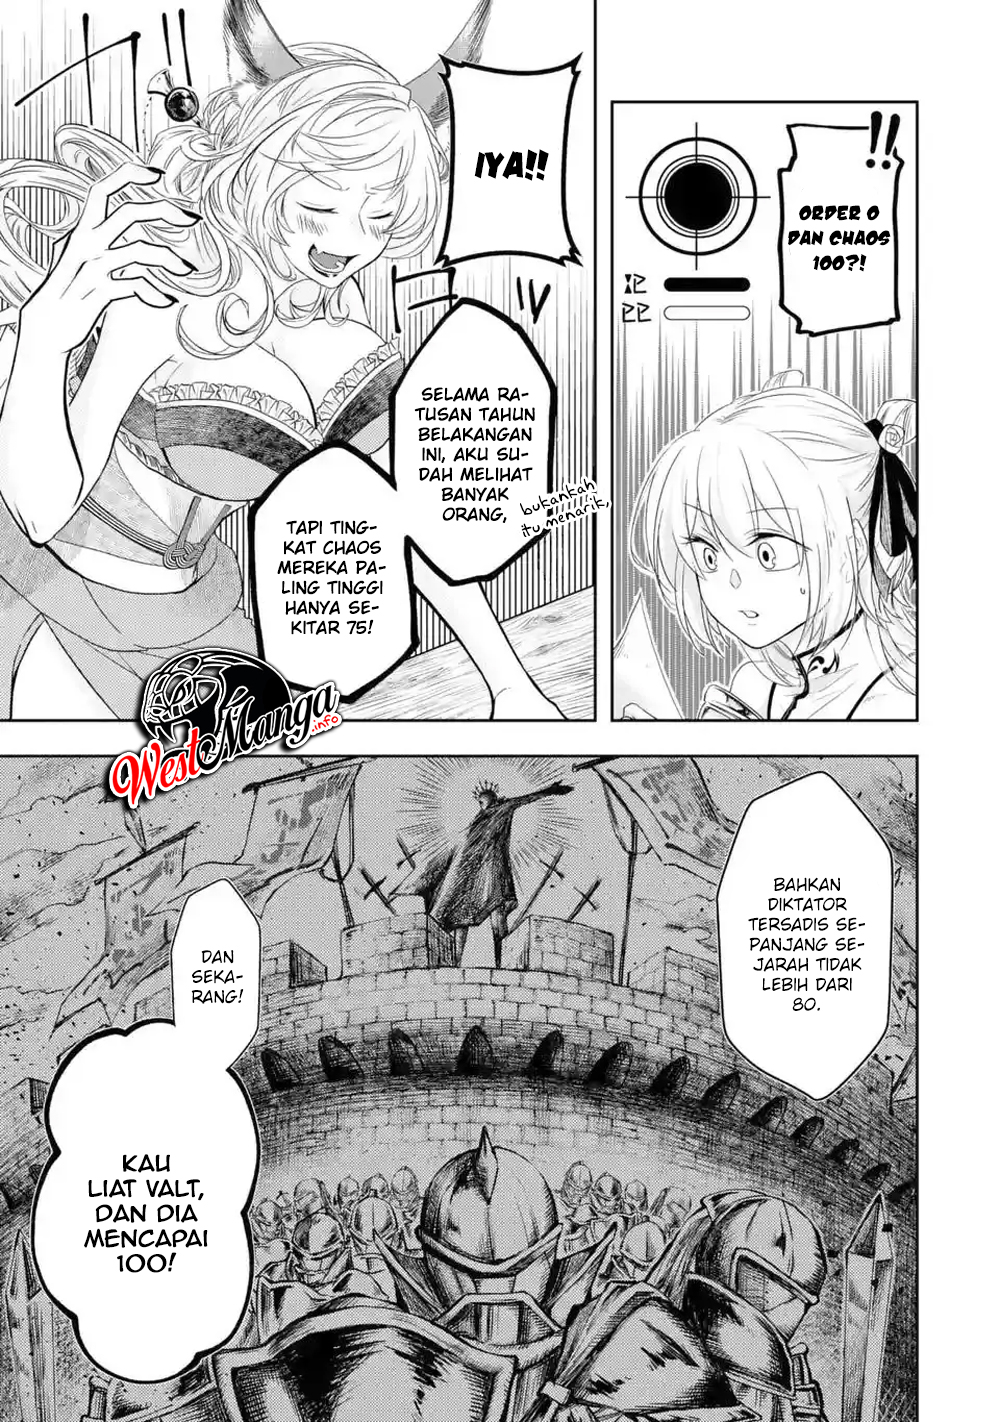 !!
ORDER 0
DAN CHAOS
100?!
IYA!!
SELAMA RA-
TUSAN TAHUN
BELAKANGAN
INI, AKU SU-
DAH MELIHAT
BANYAK
ORANG,
bukankah
itu menarik,
TAPI TING-
KAT CHAOS
MEREKA PA-
LING TINGGI
HANYA SE-
KITAR 75!
WestManga
.info
BAHKAN
DIKTATOR
TERSADIS SE-
PANJANG SE-
JARAH TIDAK
LEBIH DARI
80.
DAN
SEKA-
RANG!
KAU
LIAT VALT,
DAN DIA
MENCAPAI
100!